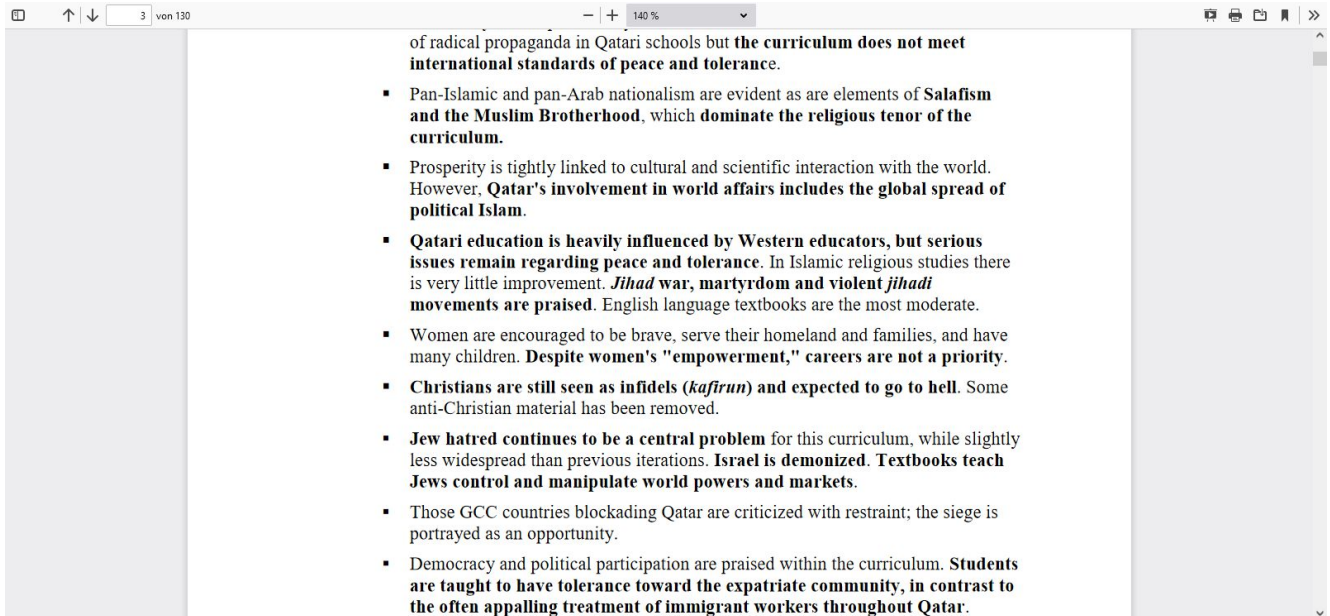 3 von 130
140 %
of radical propaganda in Qatari schools but the curriculum does not meet
international standards of peace and tolerance.
▪ Pan-Islamic and pan-Arab nationalism are evident as are elements of Salafism
and the Muslim Brotherhood, which dominate the religious tenor of the
curriculum.
▪ Prosperity is tightly linked to cultural and scientific interaction with the world.
However, Qatar's involvement in world affairs includes the global spread of
political Islam.
▪ Qatari education is heavily influenced by Western educators, but serious
issues remain regarding peace and tolerance. In Islamic religious studies there
is very little improvement. Jihad war, martyrdom and violent jihadi
movements are praised. English language textbooks are the most moderate.
▪ Women are encouraged to be brave, serve their homeland and families, and have
many children. Despite women's "empowerment," careers are not a priority.
▪ Christians are still seen as infidels (kafirun) and expected to go to hell. Some
anti-Christian material has been removed.
▪ Jew hatred continues to be a central problem for this curriculum, while slightly
less widespread than previous iterations. Israel is demonized. Textbooks teach
Jews control and manipulate world powers and markets.
▪ Those GCC countries blockading Qatar are criticized with restraint; the siege is
portrayed as an opportunity.
▪ Democracy and political participation are praised within the curriculum. Students
are taught to have tolerance toward the expatriate community, in contrast to
the often appalling treatment of immigrant workers throughout Qatar.